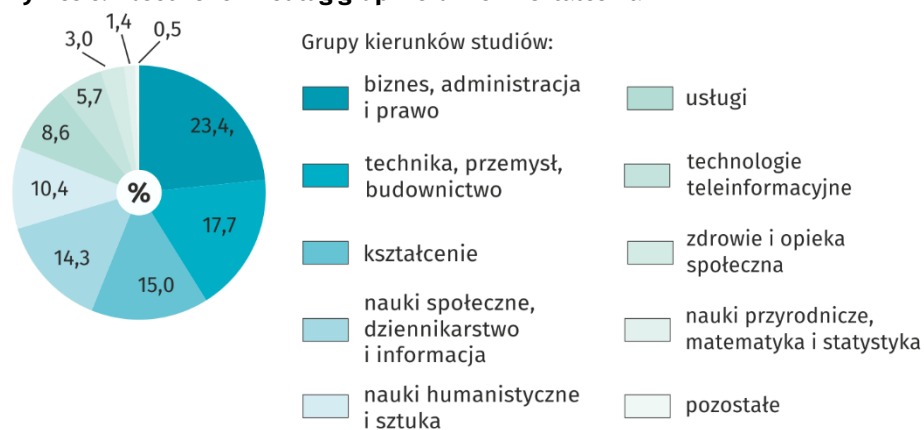 1,4
0,5
3,0
5,7
8,6
10,4
14,3
15,0
17,7
23,4,
%
Grupy kierunków studiów:
biznes, administracja
i prawo
technika, przemysł,
budownictwo
kształcenie
nauki społeczne,
dziennikarstwo
i informacja
nauki humanistyczne
i sztuka
usługi
technologie
teleinformacyjne
zdrowie i opieka
społeczna
nauki przyrodnicze,
matematyka i statystyka
pozostałe